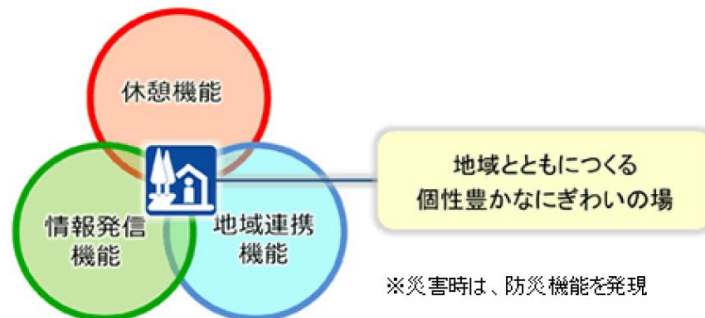 休憩機能
情報発信
機能
地域連携
機能
地域とともにつくる
個性豊かなにぎわいの場
※災害時は、防災機能を発現